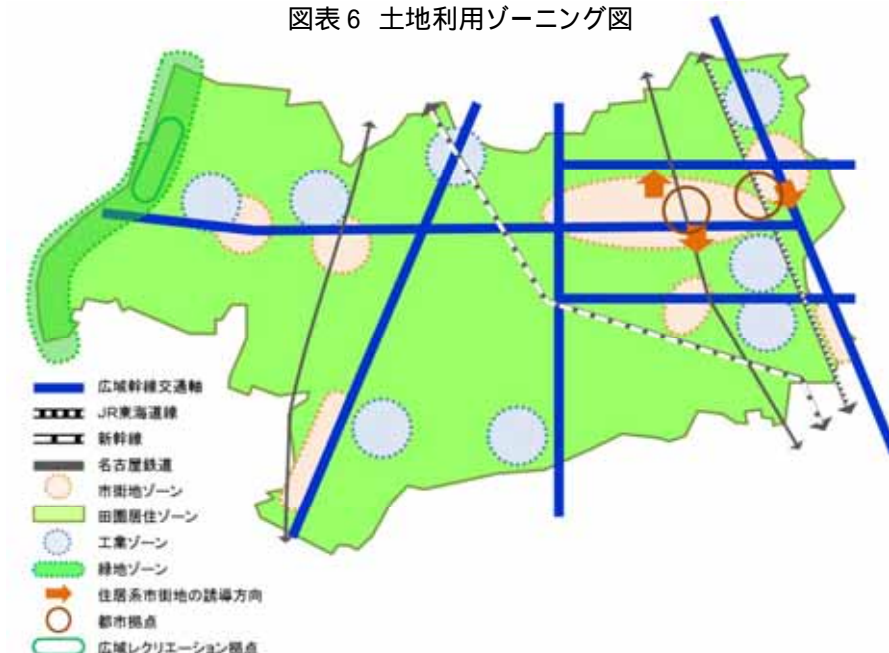 図表6 土地利用ゾーニング図
広域幹線交通軸
JR東海道線
新幹線
名古屋鉄道
市街地ゾーン
田園居住ゾーン
工業ゾーン
緑地ゾーン
住居系市街地の誘導方向
都市拠点
広域レクリエーション拠点